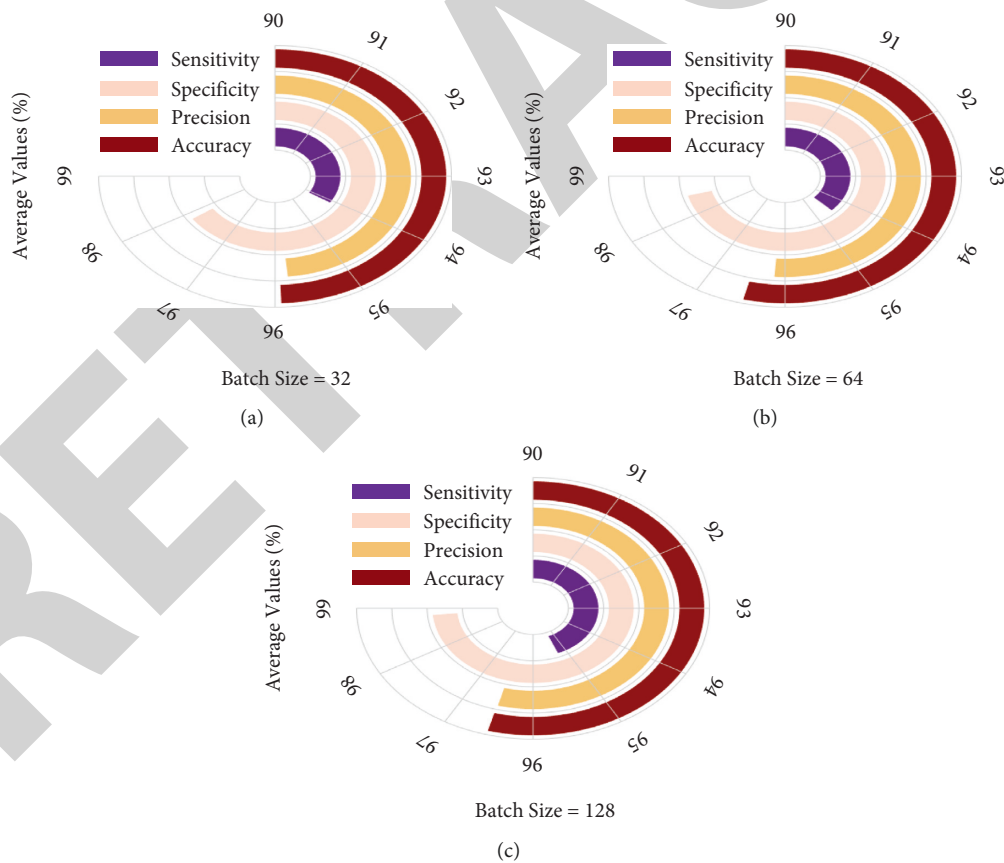 90
91
92
93
94
95
96
97
98
99
Sensitivity
Specificity
Precision
Accuracy
Average Values (%)
Batch Size = 32
(a)
90
91
92
93
94
95
96
97
98
99
Sensitivity
Specificity
Precision
Accuracy
Average Values (%)
Batch Size = 64
(b)
90
91
92
93
94
95
96
97
98
99
Sensitivity
Specificity
Precision
Accuracy
Average Values (%)
Batch Size = 128
(c)